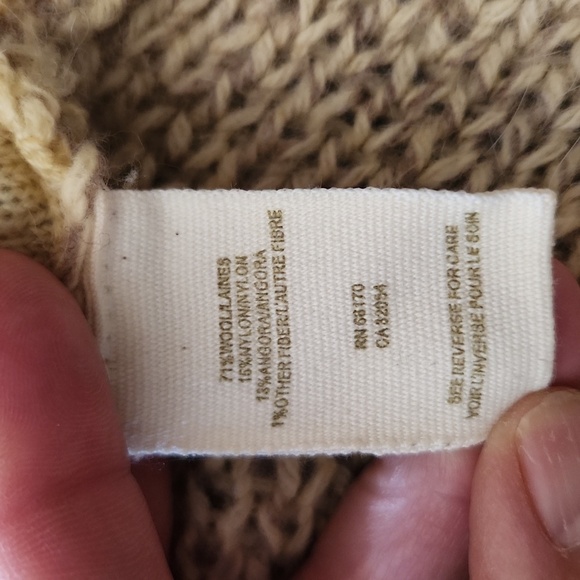 71%WOOL/LAINES
15%NYLON/NYLON
13%ANGORA/ANGORA
1%OTHER FIBER/L'AUTRE FIBRE
RN 66170
CA 32054
SEE REVERSE FOR CARE
VOIR L'INVERSE POUR LE SOIN